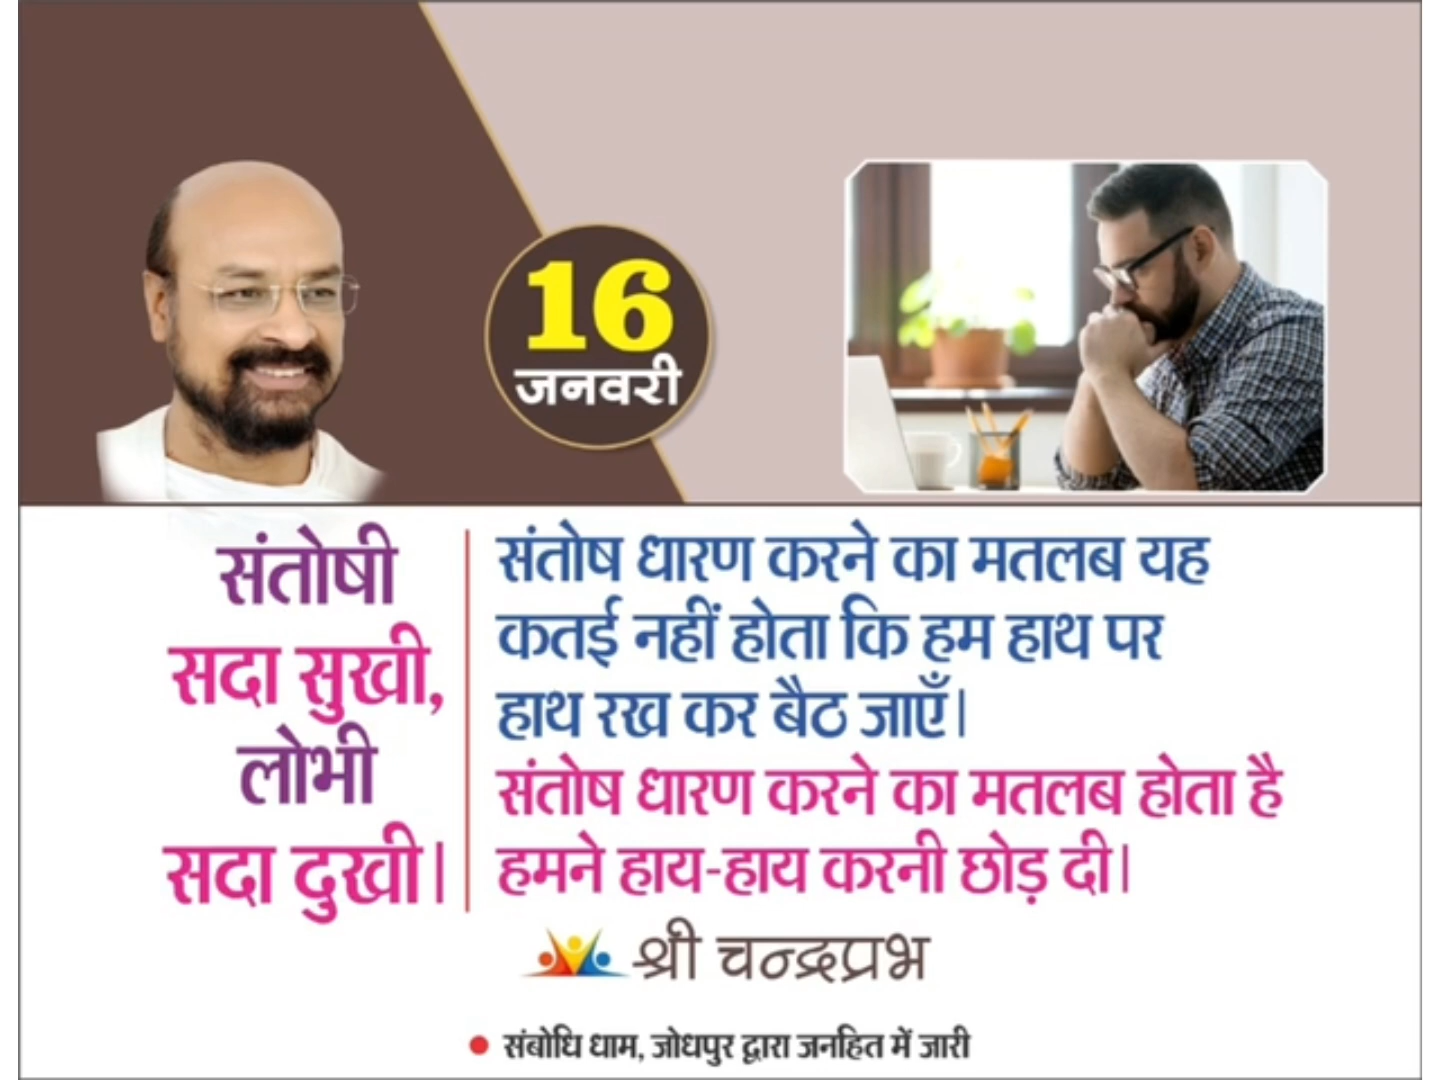 16
जनवरी
संतोषी
सदा सुखी,
लोभी
सदा दुखी।
संतोष धारण करने का मतलब यह
कतई नहीं होता कि हम हाथ पर
हाथ रख कर बैठ जाएँ।
संतोष धारण करने का मतलब होता है
हमने हाय-हाय करनी छोड़ दी।
श्री चन्द्रप्रभ
संबोधि धाम, जोधपुर द्वारा जनहित में जारी